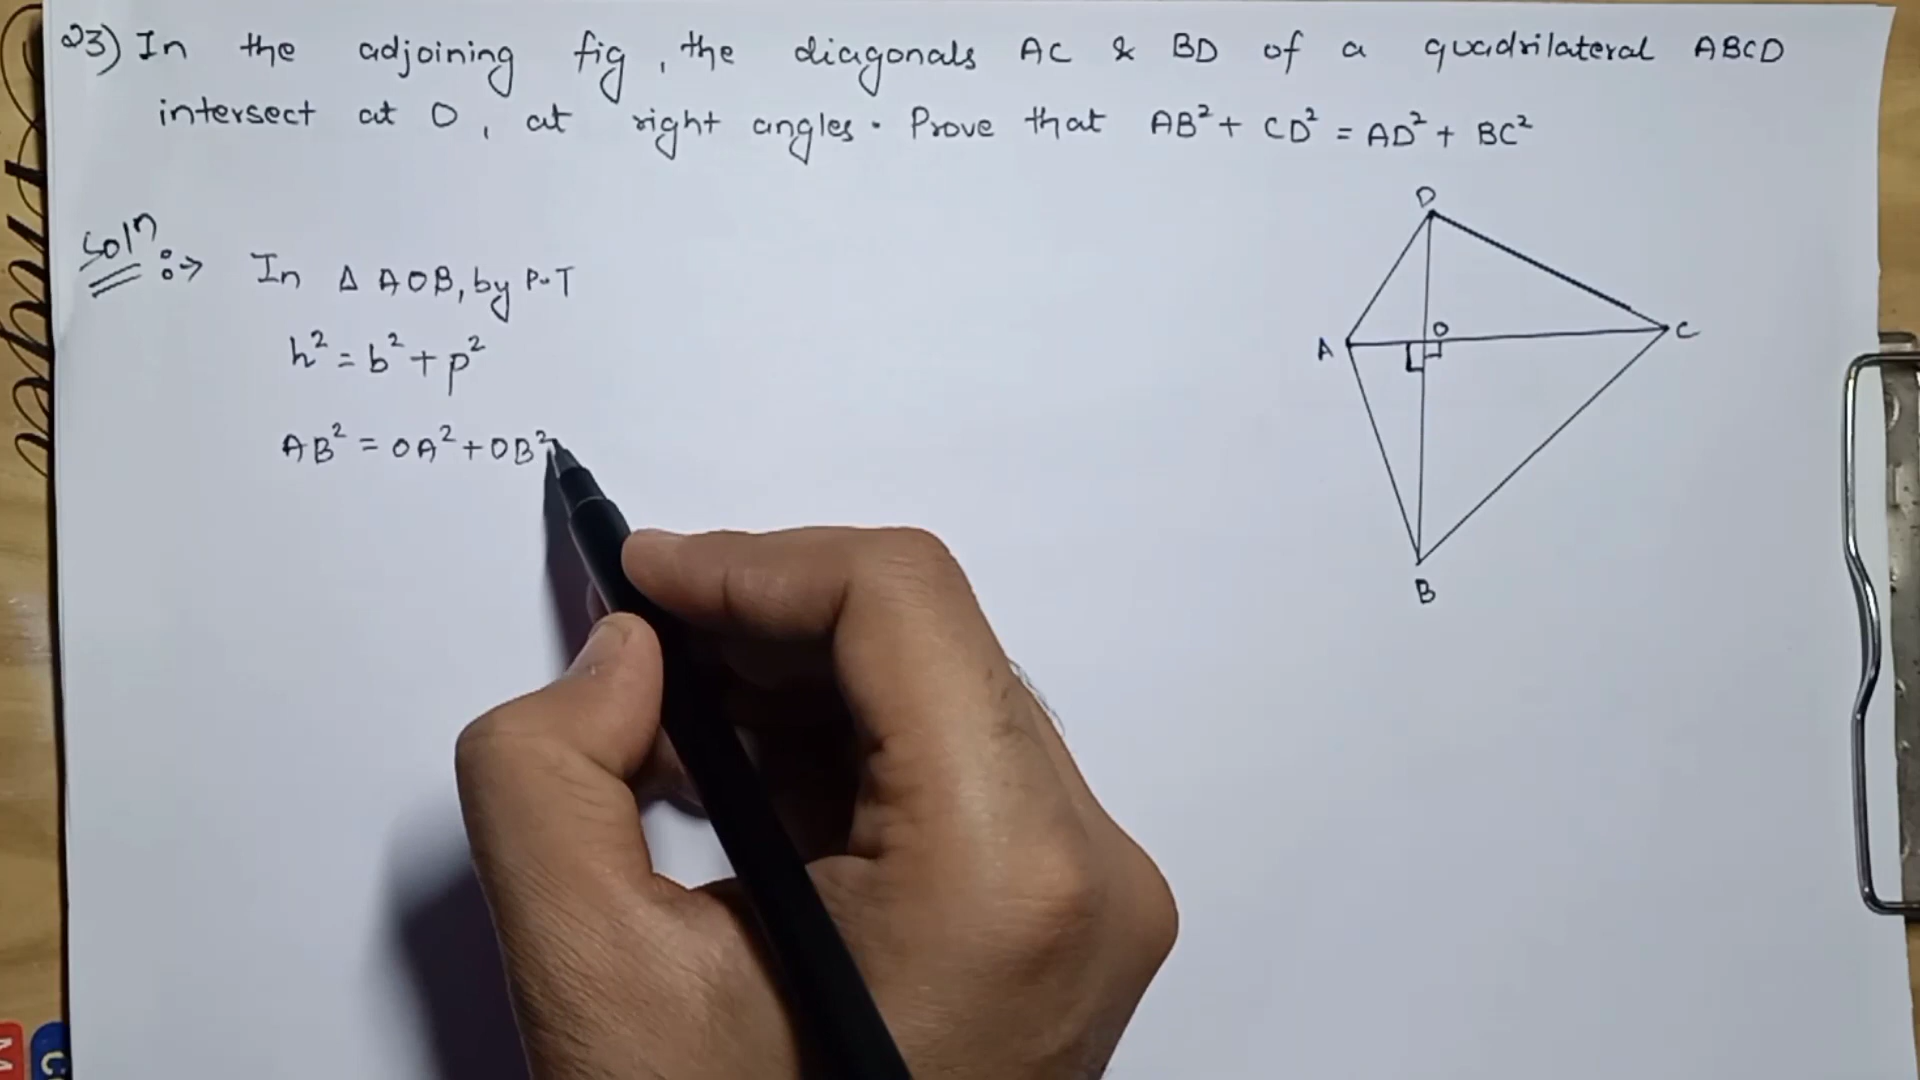 23) In the adjoining fig, the diagonals AC & BD of a quadrilateral ABCD
intersect at O, at right angles. Prove that AB² + CD² = AD² + BC²
Solⁿ :→ In Δ AOB, by P.T
h² = b² + p²
AB² = OA² + OB²
D
A
O
C
B